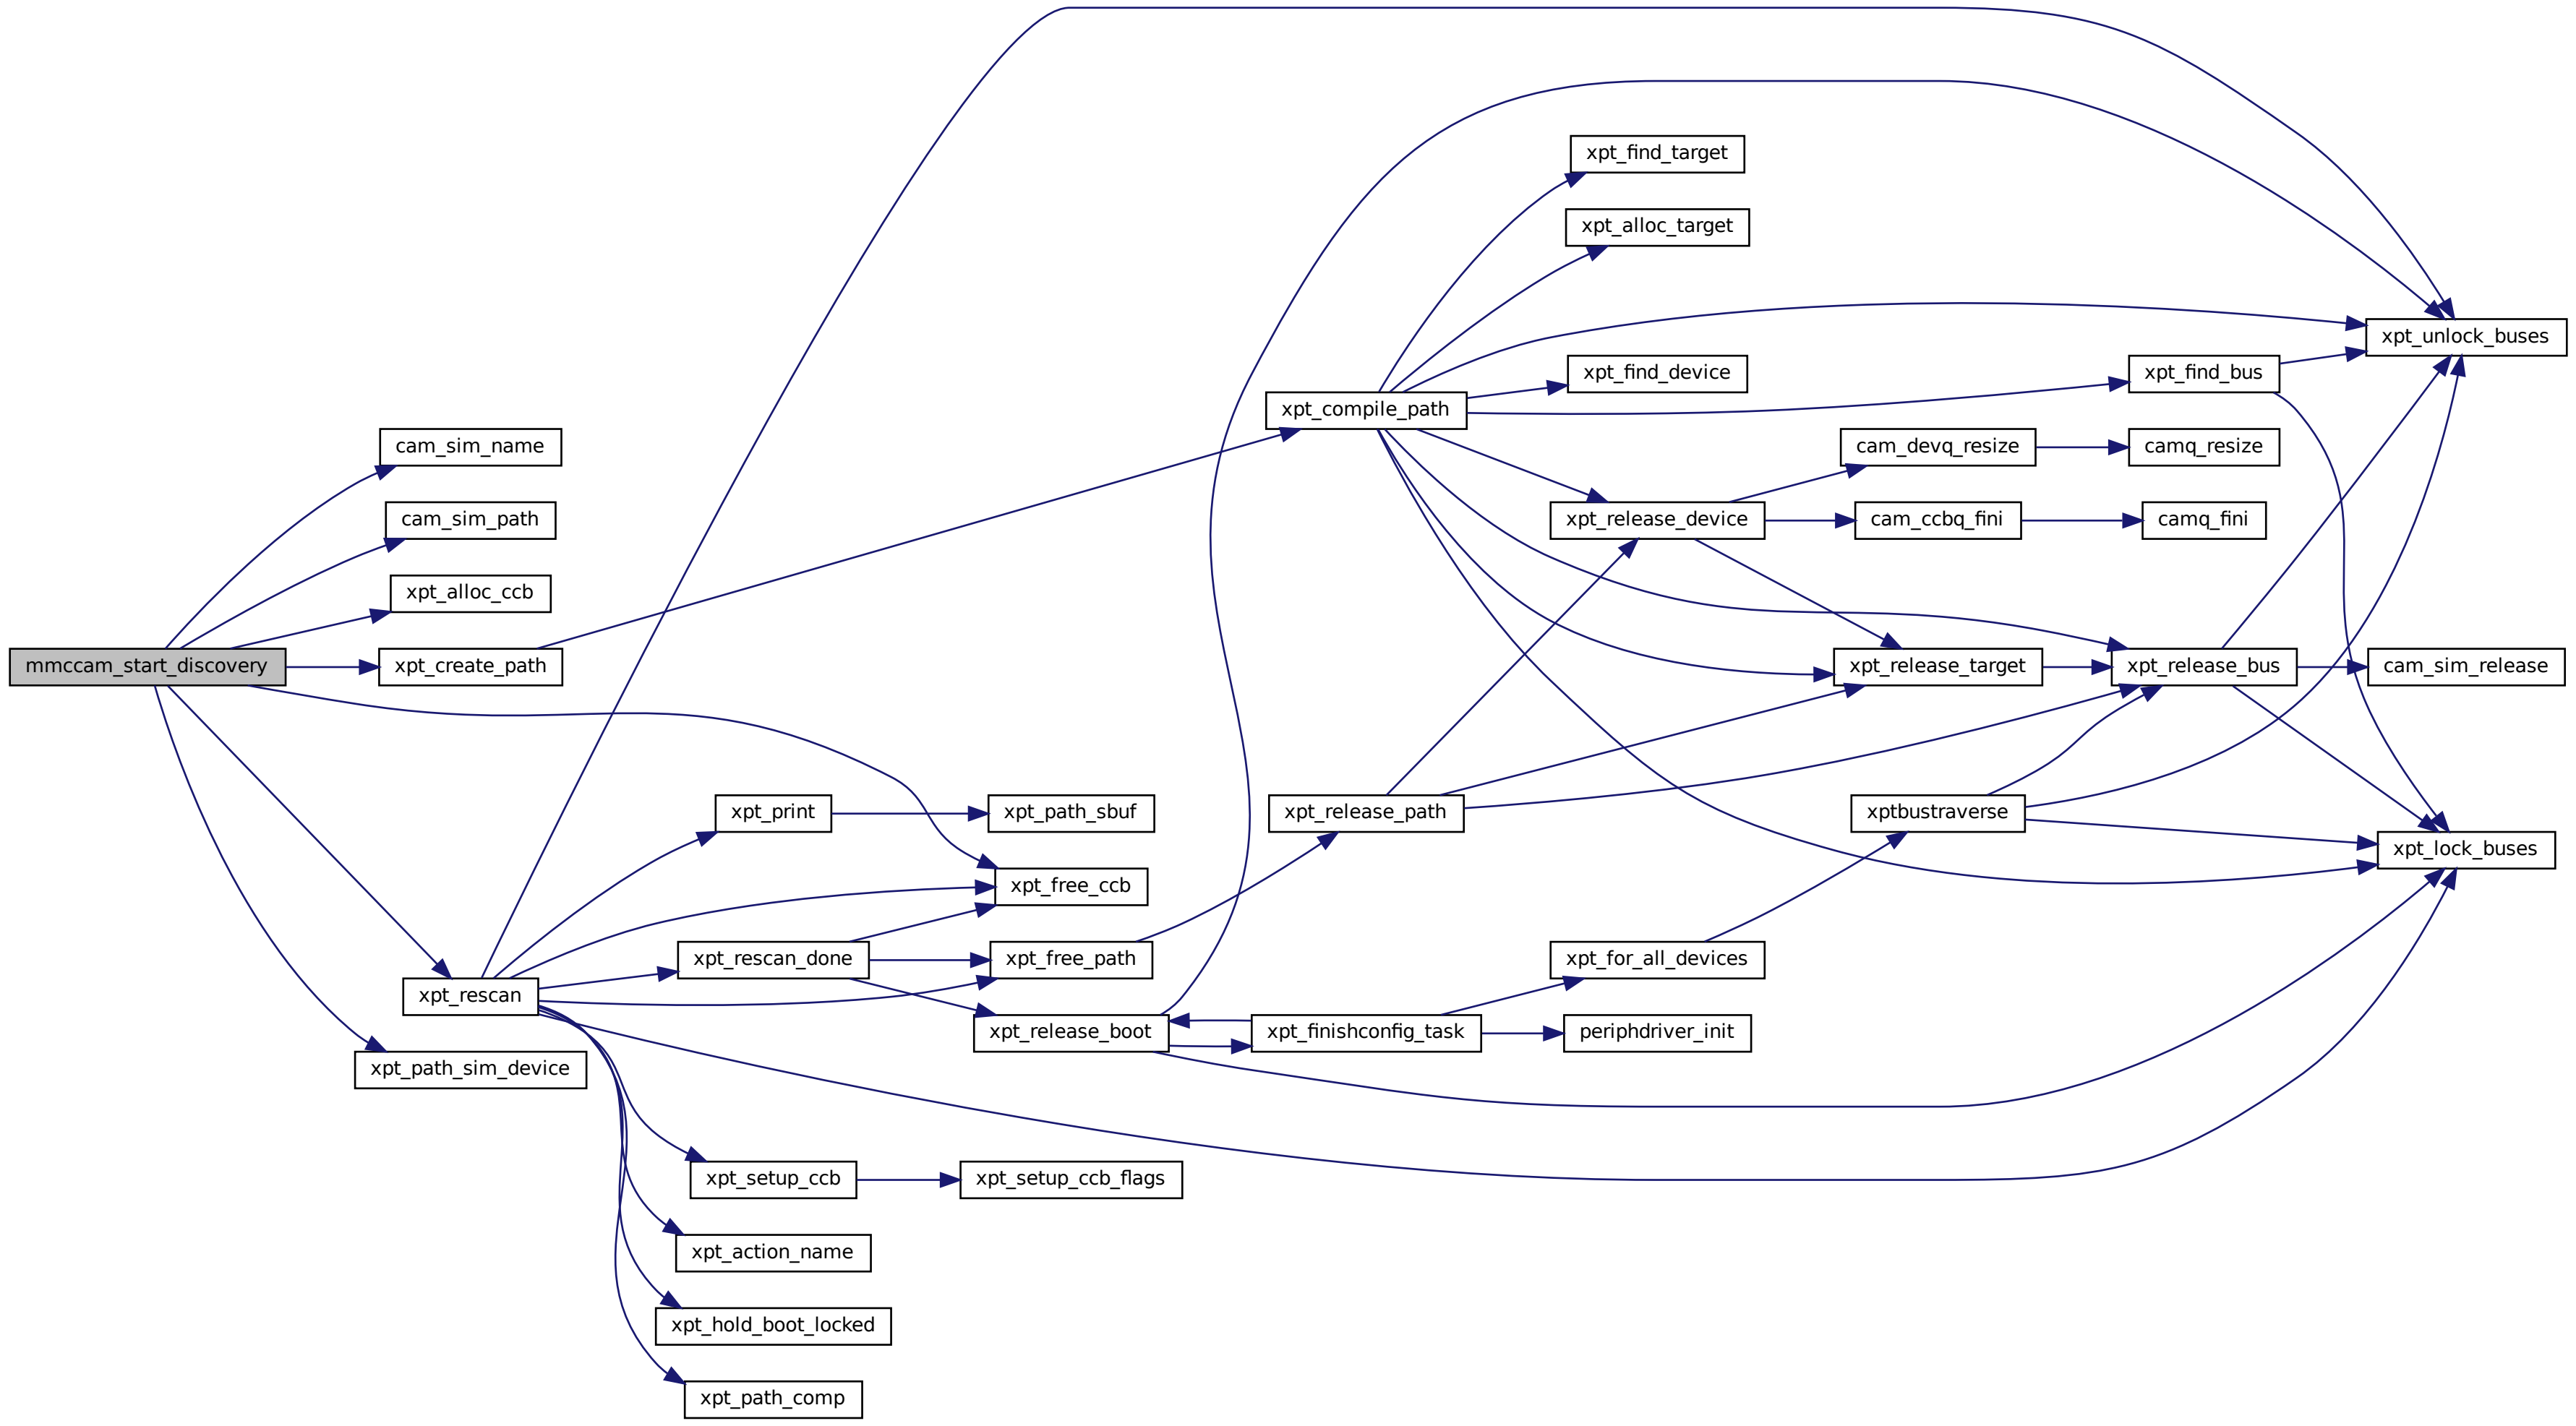 xpt_find_target
xpt_alloc_target
xpt_unlock_buses
xpt_find_device
xpt_find_bus
xpt_compile_path
cam_sim_name
cam_devq_resize
camq_resize
cam_sim_path
xpt_release_device
cam_ccbq_fini
camq_fini
xpt_alloc_ccb
mmccam_start_discovery
xpt_create_path
xpt_release_target
xpt_release_bus
cam_sim_release
xpt_print
xpt_path_sbuf
xpt_release_path
xptbustraverse
xpt_lock_buses
xpt_free_ccb
xpt_rescan_done
xpt_free_path
xpt_for_all_devices
xpt_rescan
xpt_release_boot
xpt_finishconfig_task
periphdriver_init
xpt_path_sim_device
xpt_setup_ccb
xpt_setup_ccb_flags
xpt_action_name
xpt_hold_boot_locked
xpt_path_comp